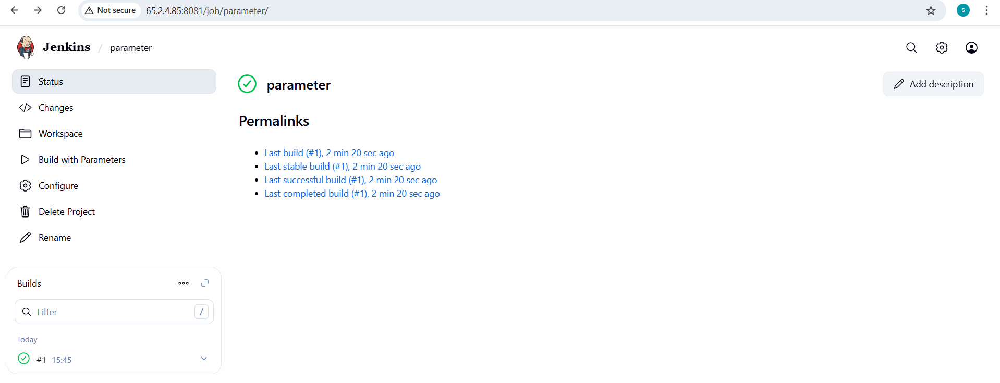 Not secure 65.2.4.85:8081/job/parameter/
S
Jenkins / parameter
Status
Changes
Workspace
Build with Parameters
Configure
Delete Project
Rename
Builds
Filter /
Today
#1 15:45
parameter
Add description
Permalinks
Last build (#1), 2 min 20 sec ago
Last stable build (#1), 2 min 20 sec ago
Last successful build (#1), 2 min 20 sec ago
Last completed build (#1), 2 min 20 sec ago